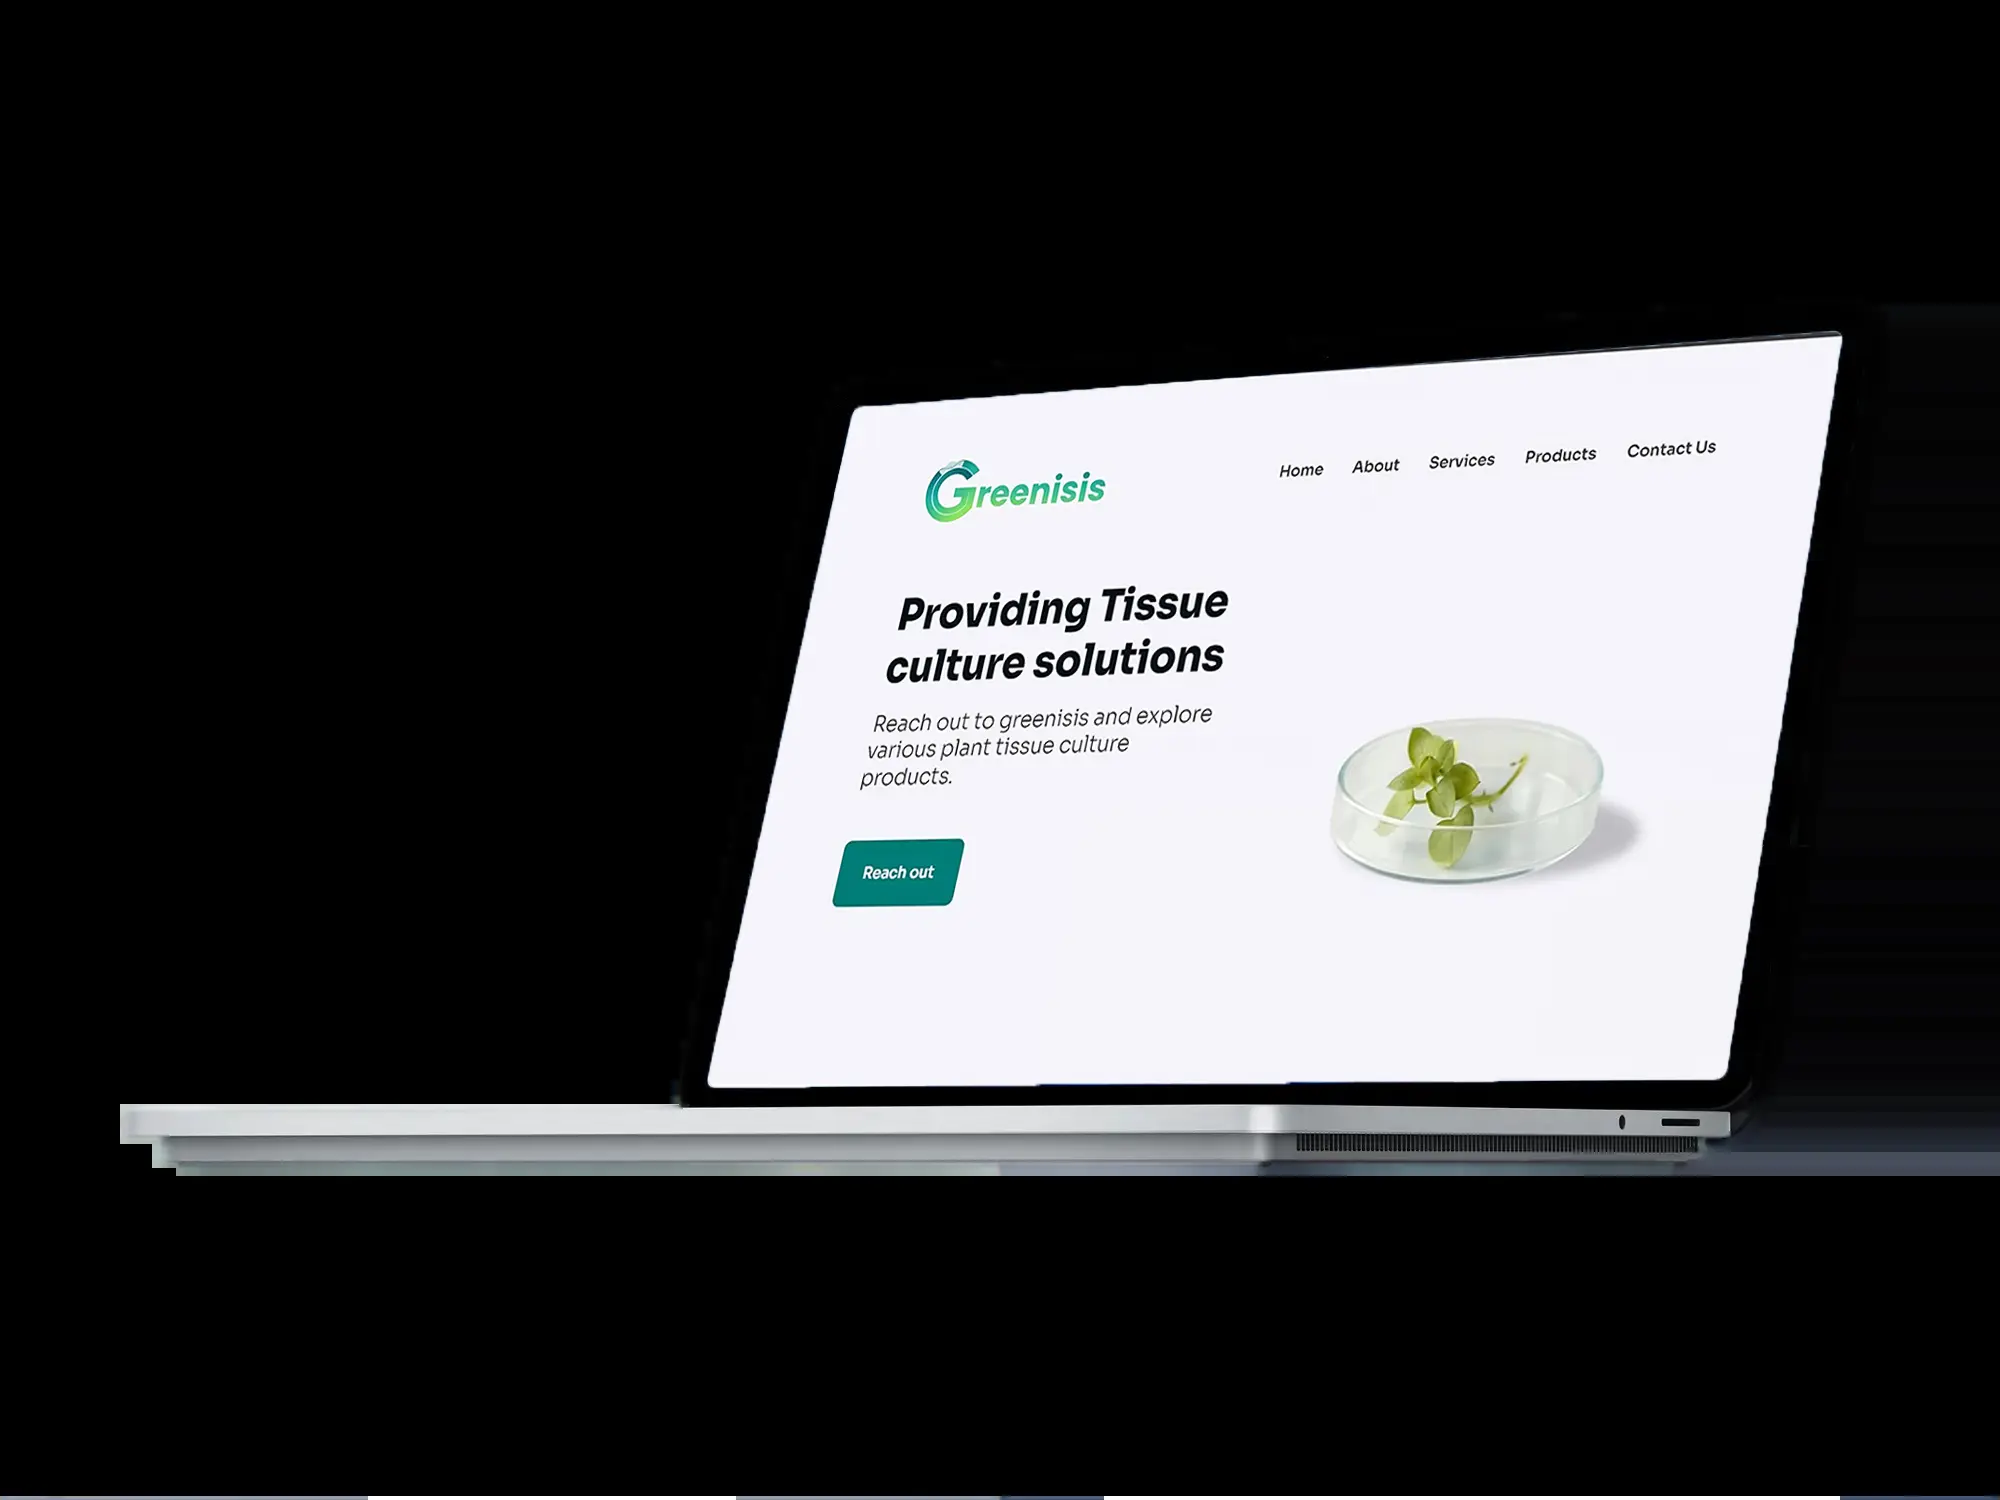 Greenisis
Home About Services Products Contact Us
Providing Tissue
culture solutions
Reach out to greenisis and explore
various plant tissue culture
products.
Reach out